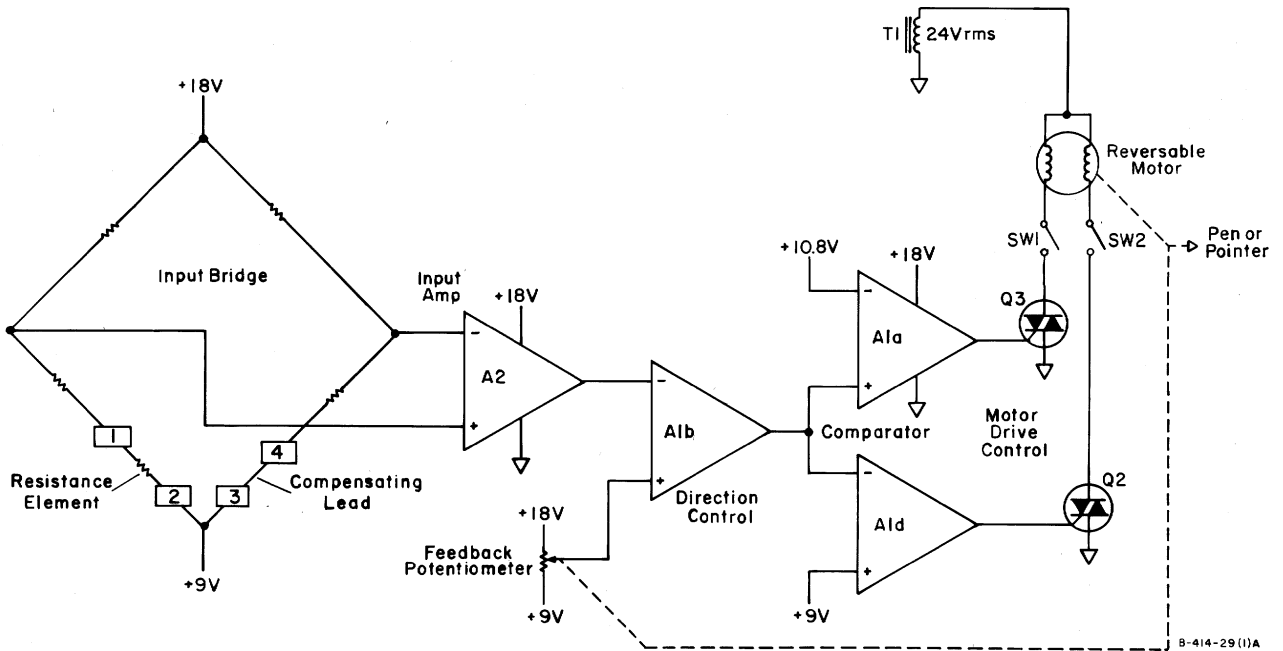 T1
24Vrms
+18V
Reversable
Motor
SW1
SW2
Pen or
Pointer
Input Bridge
Input
Amp
+18V
+10.8V
+18V
Q3
-
A2
+
-
A1a
+
-
A1b
+
Comparator
Motor
Drive
Control
1
4
Resistance
Element
2
3
Compensating
Lead
Direction
Control
-
A1d
+
Q2
+18V
Feedback
Potentiometer
+9V
+9V
+9V
B-414-29(1)A